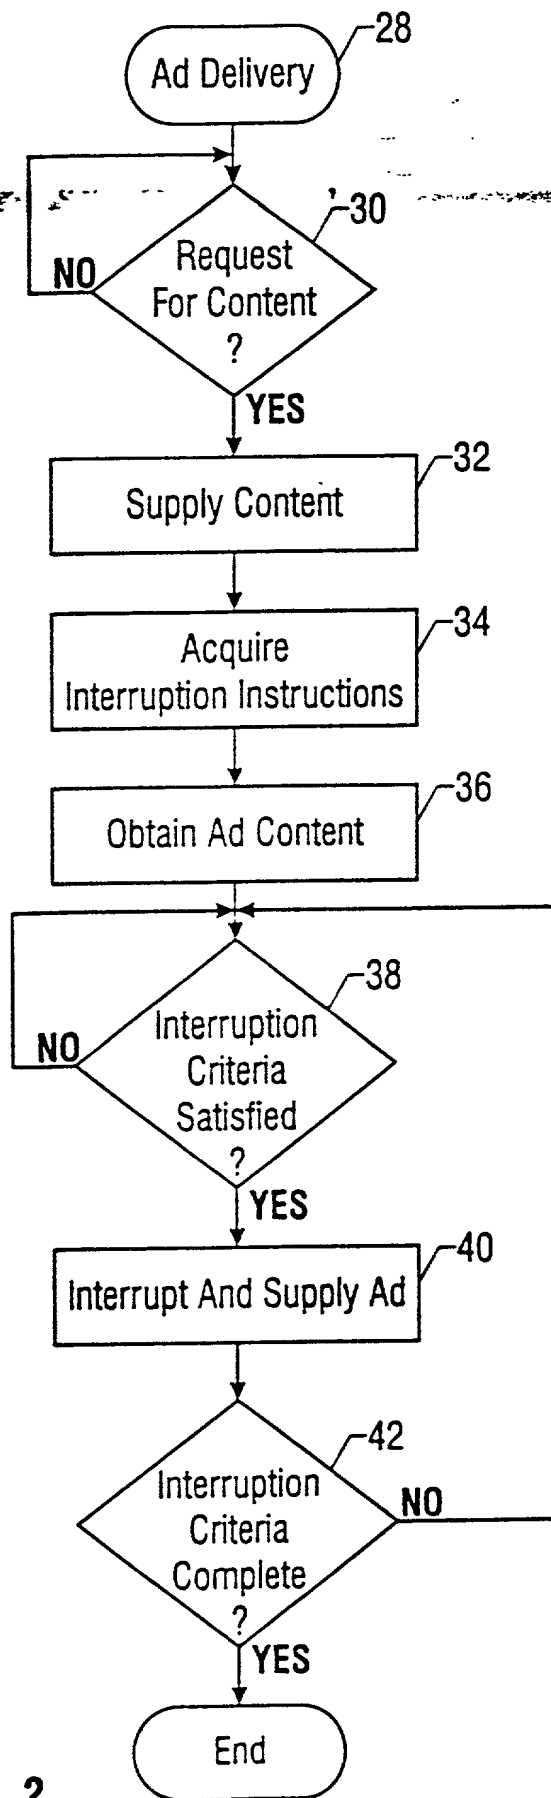 28
Ad Delivery
30
Request
For Content
?
NO
YES
32
Supply Content
34
Acquire
Interruption Instructions
36
Obtain Ad Content
38
Interruption
Criteria
Satisfied
?
NO
YES
40
Interrupt And Supply Ad
42
Interruption
Criteria
Complete
?
NO
YES
End
2